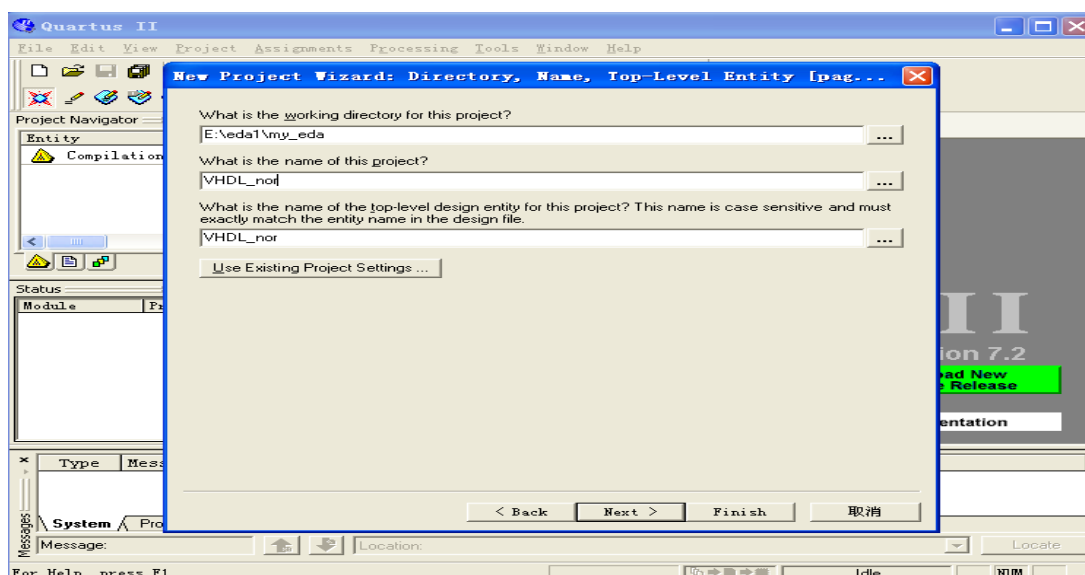 Quartus II
File Edit View Project Assignments Processing Tools Window Help
New Project Wizard: Directory, Name, Top-Level Entity [pag...
Project Navigator
Entity
Compilation
What is the working directory for this project?
E:\eda1\my_eda
...
What is the name of this project?
VHDL_nor
...
What is the name of the top-level design entity for this project? This name is case sensitive and must
exactly match the entity name in the design file.
VHDL_nor
...
Use Existing Project Settings ...
Status
Module
II
ion 7.2
ad New
Release
entation
< Back Next > Finish 取消
Type Mess
System Pro
Messages
Message: Location: Locate
For Help, press F1 Idle NUM